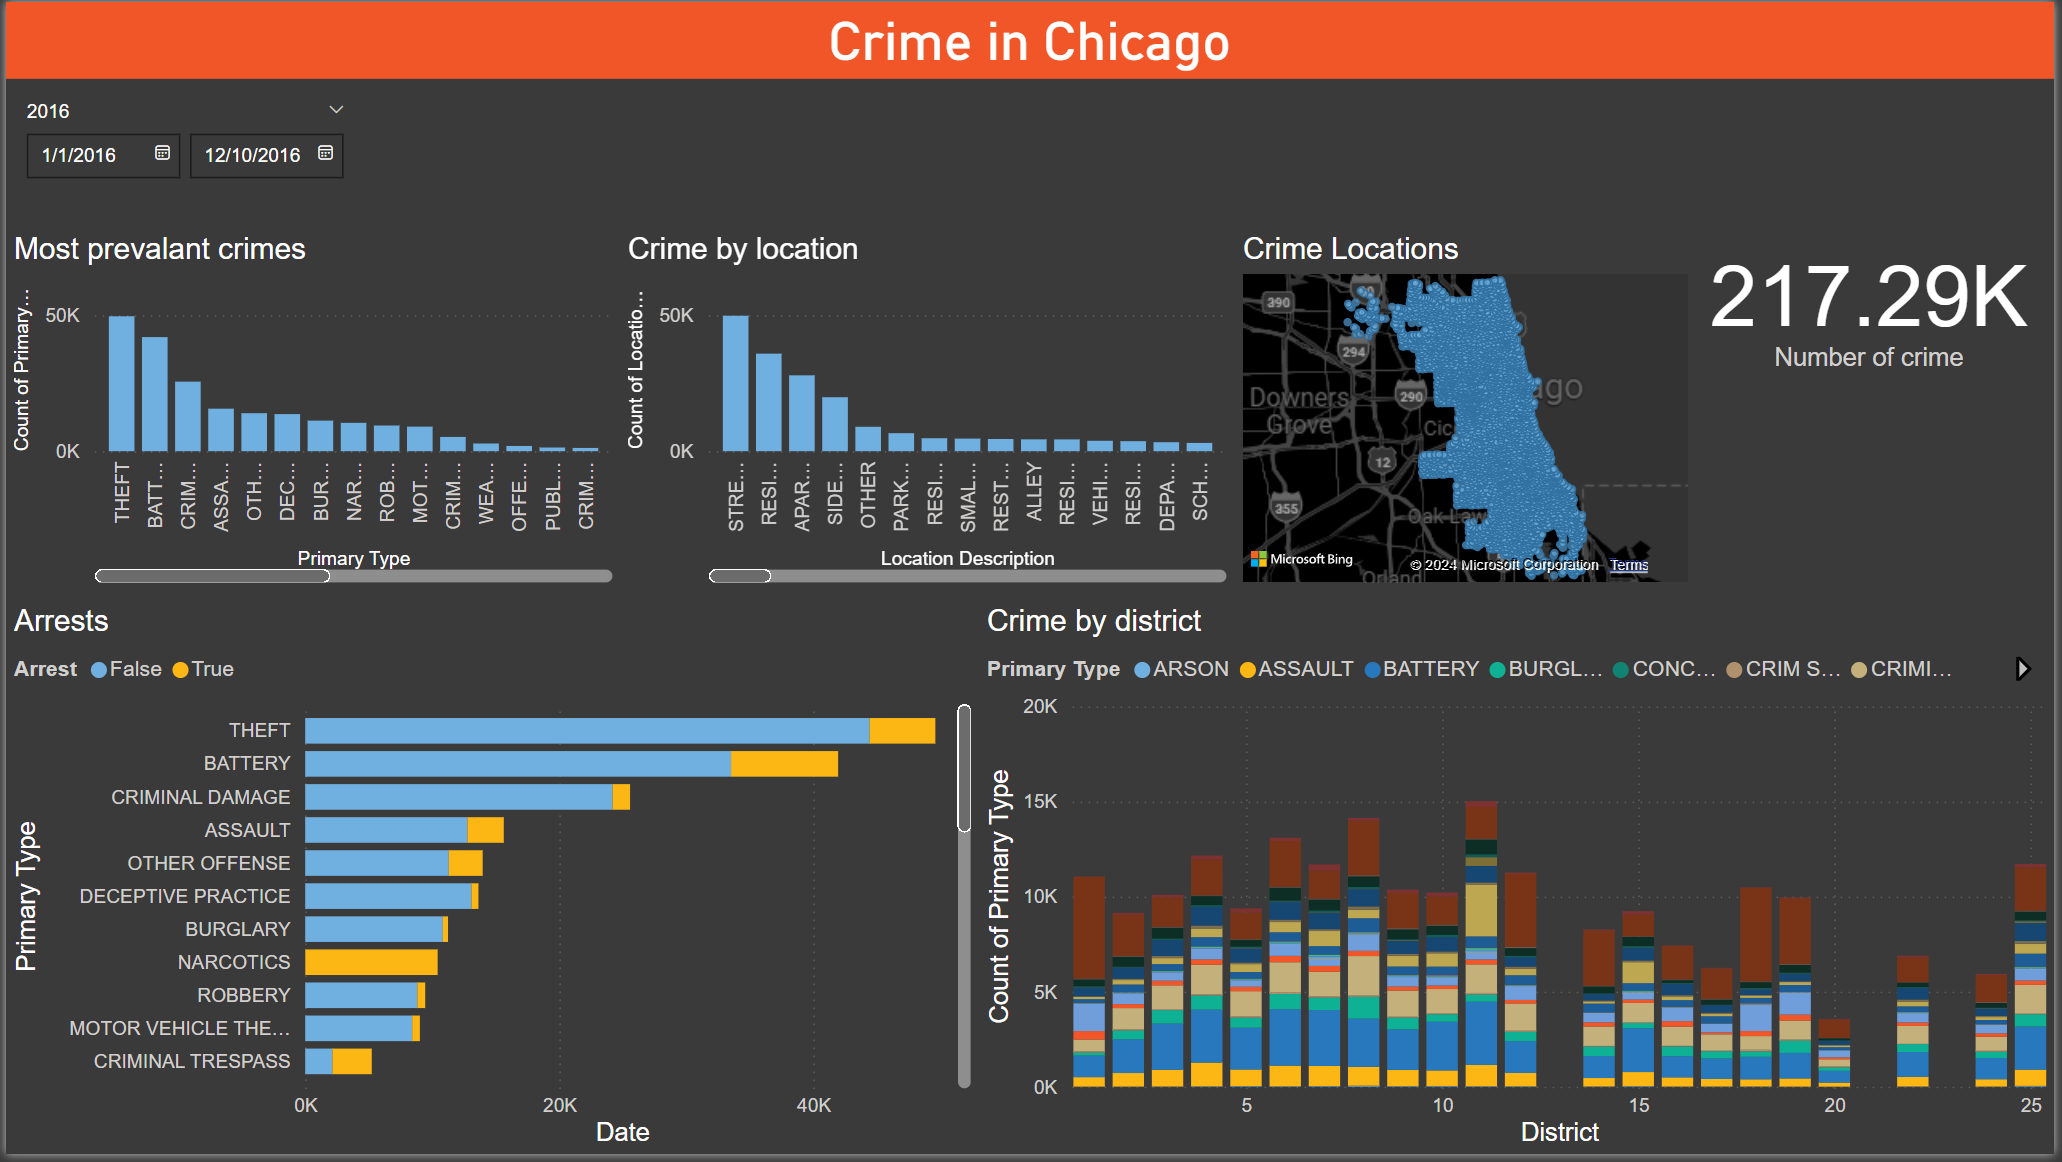 Crime in Chicago
2016
1/1/2016
12/10/2016
Most prevalant crimes
Count of Primary...
50K
0K
THEFT
BATT...
CRIM...
ASSA...
OTH...
DEC...
BUR...
NAR...
ROB...
MOT...
CRIM...
WEA...
OFFE...
PUBL...
CRIM...
Primary Type
Crime by location
Count of Locatio...
50K
0K
STRE...
RESI...
APAR...
SIDE...
OTHER
PARK...
RESI...
SMAL...
REST...
ALLEY
RESI...
VEHI...
RESI...
DEPA...
SCH...
Location Description
Crime Locations
390
294
290
Downers
Grove
ago
Cic
12
355
Oak Law
Orland
Microsoft Bing
© 2024 Microsoft Corporation Terms
217.29K
Number of crime
Arrests
Arrest False True
Primary Type
THEFT
BATTERY
CRIMINAL DAMAGE
ASSAULT
OTHER OFFENSE
DECEPTIVE PRACTICE
BURGLARY
NARCOTICS
ROBBERY
MOTOR VEHICLE THE...
CRIMINAL TRESPASS
0K 20K 40K
Date
Crime by district
Primary Type ARSON ASSAULT BATTERY BURGL... CONC... CRIM S... CRIMI...
Count of Primary Type
20K
15K
10K
5K
0K
5 10 15 20 25
District